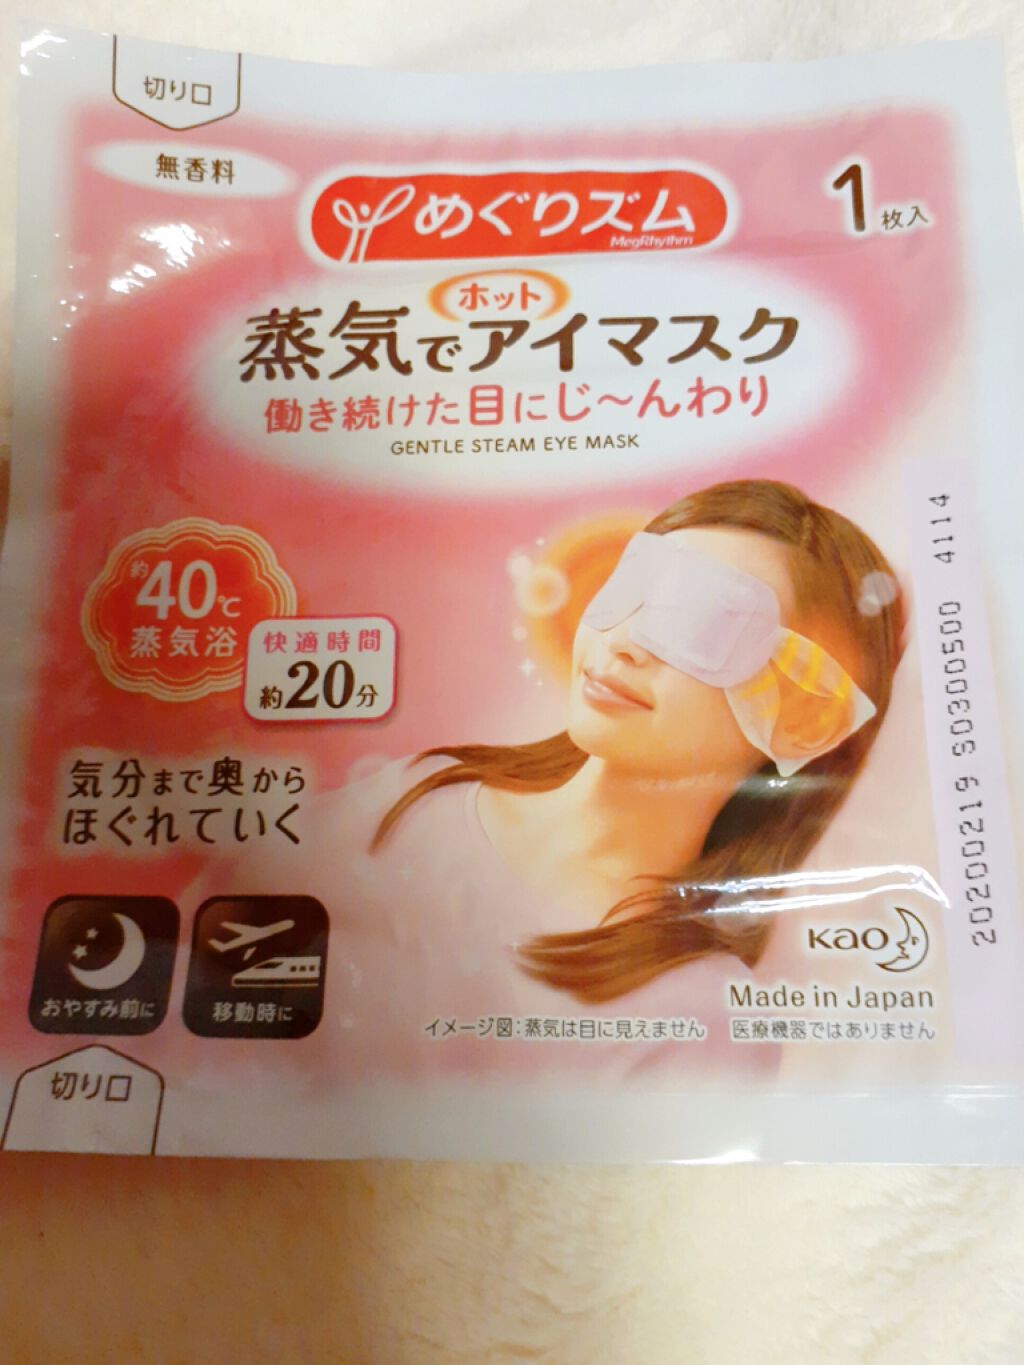 切り口
無香料
めぐりズム
MegRhythm
1枚入
ホット
蒸気でアイマスク
働き続けた目にじ～んわり
GENTLE STEAM EYE MASK
約40℃
蒸気浴
快適時間
約20分
気分まで奥から
ほぐれていく
おやすみ前に
移動時に
20200219 S0300500 4114
Kao
Made in Japan
イメージ図:蒸気は目に見えません 医療機器ではありません
切り口